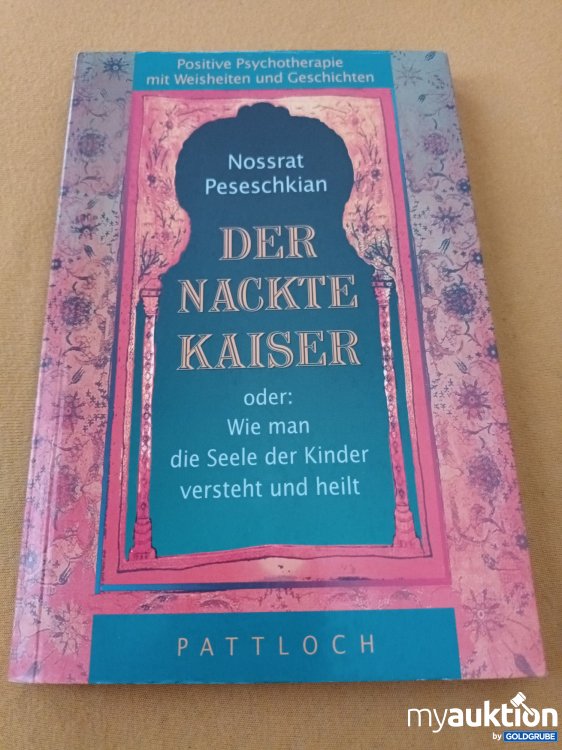 Positive Psychotherapie
mit Weisheiten und Geschichten
Nossrat
Peseschkian
DER
NACKTE
KAISER
oder:
Wie man
die Seele der Kinder
versteht und heilt
PATTLOCH
myauktion
by GOLDGRUBE